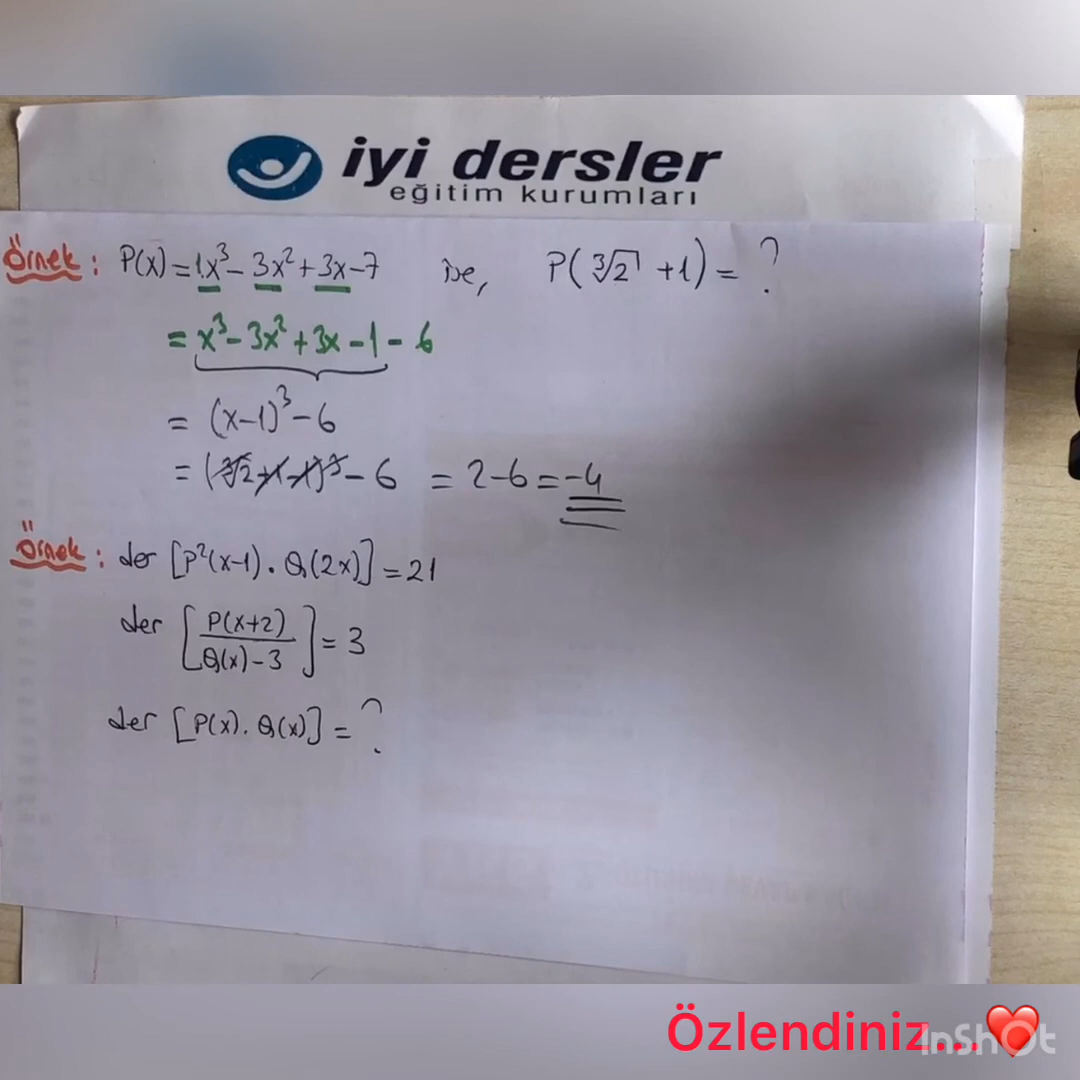 iyi dersler
eğitim kurumları
Örnek: P(x) = 1x³ - 3x² + 3x - 7 ise, P(∛2 + 1) = ?
= x³ - 3x² + 3x - 1 - 6
= (x-1)³ - 6
= (∛2 + 1 - 1)³ - 6 = 2 - 6 = -4
Örnek: der [P²(x-1) . Q(2x)] = 21
der [P(x+2) / Q(x) - 3] = 3
der [P(x) . Q(x)] = ?
Özlendiniz...❤️
InShOt